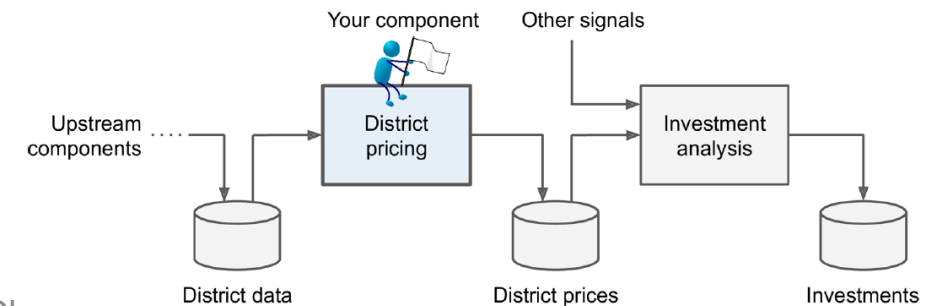 Your component
Other signals
Upstream
components
District
pricing
Investment
analysis
District data
District prices
Investments